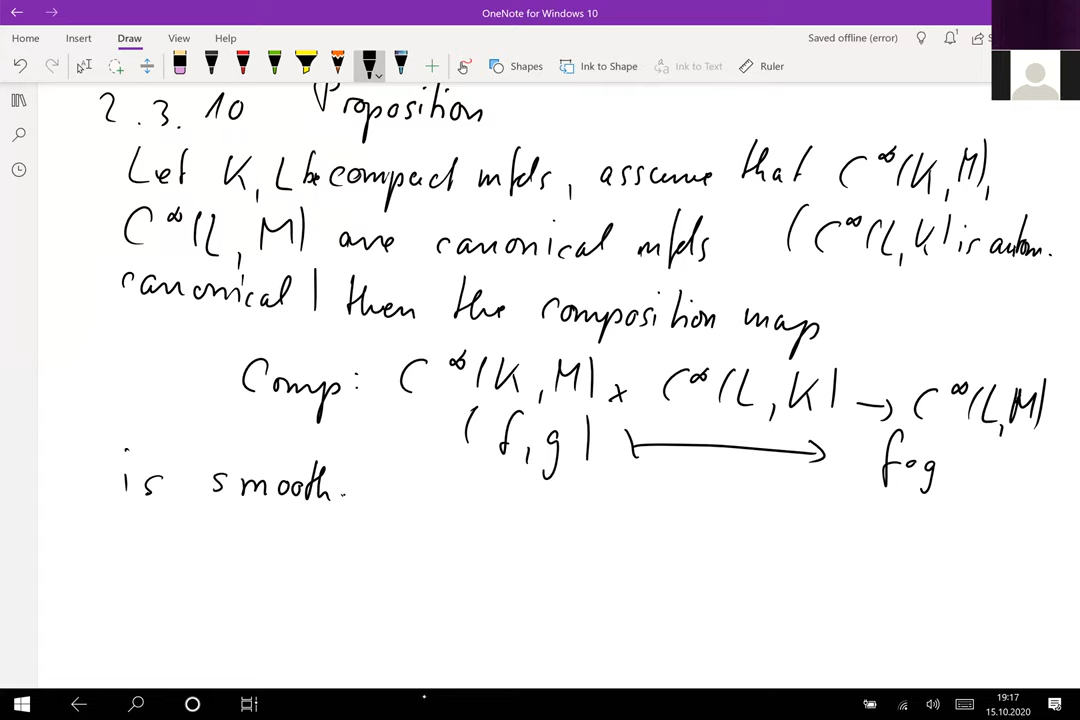 OneNote for Windows 10
Home Insert Draw View Help Saved offline (error)
Shapes Ink to Shape Ink to Text Ruler
2.3.10 Proposition
Let K, L be compact mfds, assume that C^∞(K, M),
C^∞(L, M) are canonical mfds (C^∞(L, K) is autom.
canonical) then the composition map
Comp: C^∞(K, M) × C^∞(L, K) → C^∞(L, M)
(f, g) ⟼ f∘g
is smooth.
19:17
15.10.2020